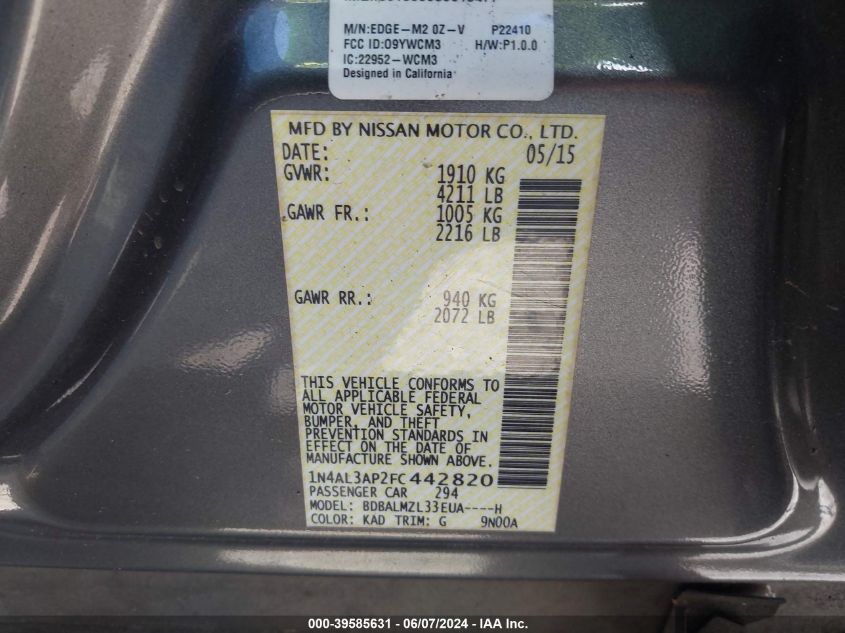 M/N:EDGE-M2 0Z-V P22410
FCC ID:O9YWCM3 H/W:P1.0.0
IC:22952-WCM3
Designed in California
MFD BY NISSAN MOTOR CO., LTD.
DATE: 05/15
GVWR: 1910 KG
4211 LB
GAWR FR.: 1005 KG
2216 LB
GAWR RR.: 940 KG
2072 LB
THIS VEHICLE CONFORMS TO
ALL APPLICABLE FEDERAL
MOTOR VEHICLE SAFETY,
BUMPER, AND THEFT
PREVENTION STANDARDS IN
EFFECT ON THE DATE OF
MANUFACTURE SHOWN ABOVE.
1N4AL3AP2FC442820
PASSENGER CAR 294
MODEL: BDBALMZL33EUA----H
COLOR: KAD TRIM: G 9N00A
000-39585631 - 06/07/2024 - IAA Inc.